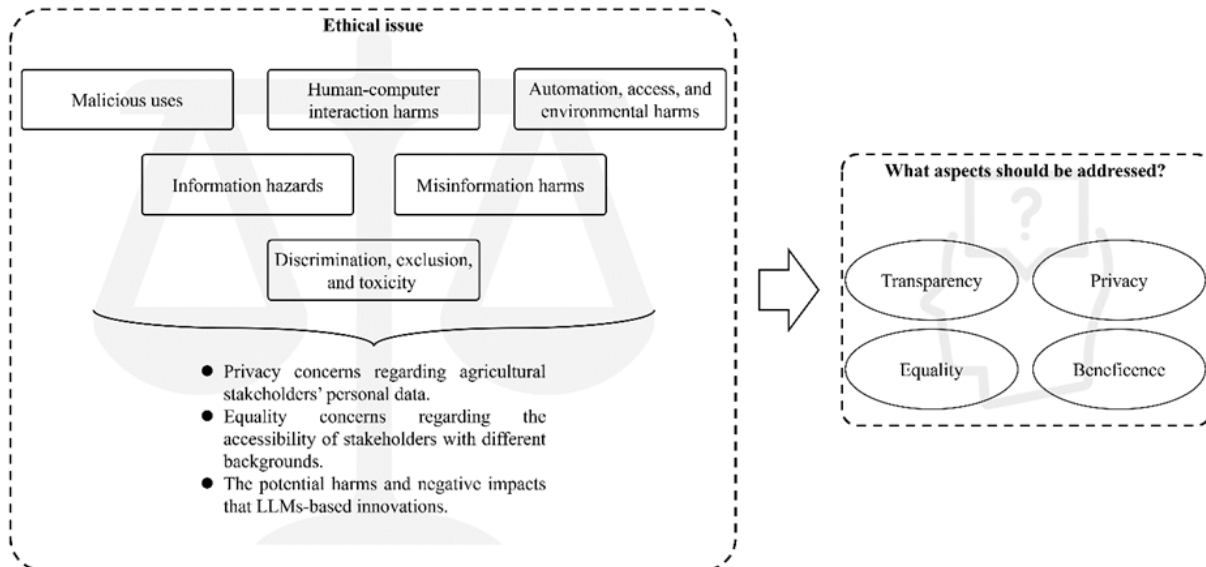 Ethical issue
Malicious uses
Human-computer
interaction harms
Automation, access, and
environmental harms
Information hazards
Misinformation harms
Discrimination, exclusion,
and toxicity
● Privacy concerns regarding agricultural
stakeholders' personal data.
● Equality concerns regarding the
accessibility of stakeholders with different
backgrounds.
● The potential harms and negative impacts
that LLMs-based innovations.
What aspects should be addressed?
?
Transparency
Privacy
Equality
Beneficence